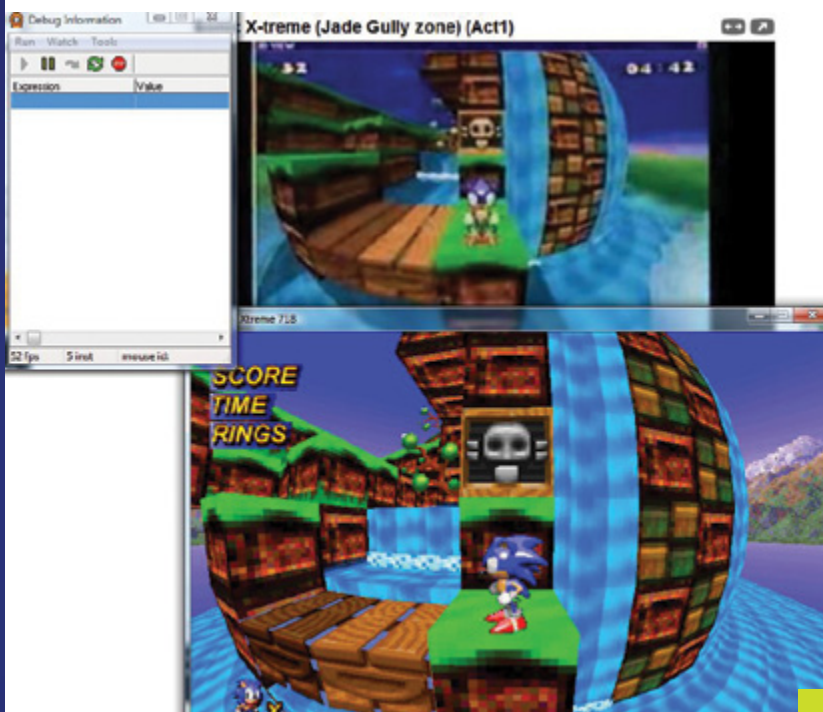 Debug Information
Run Watch Tools
Expression Value
52 fps 5 inst mouse id:
X-treme (Jade Gully zone) (Act1)
32 04:42
Xtreme 718
SCORE
TIME
RINGS
X